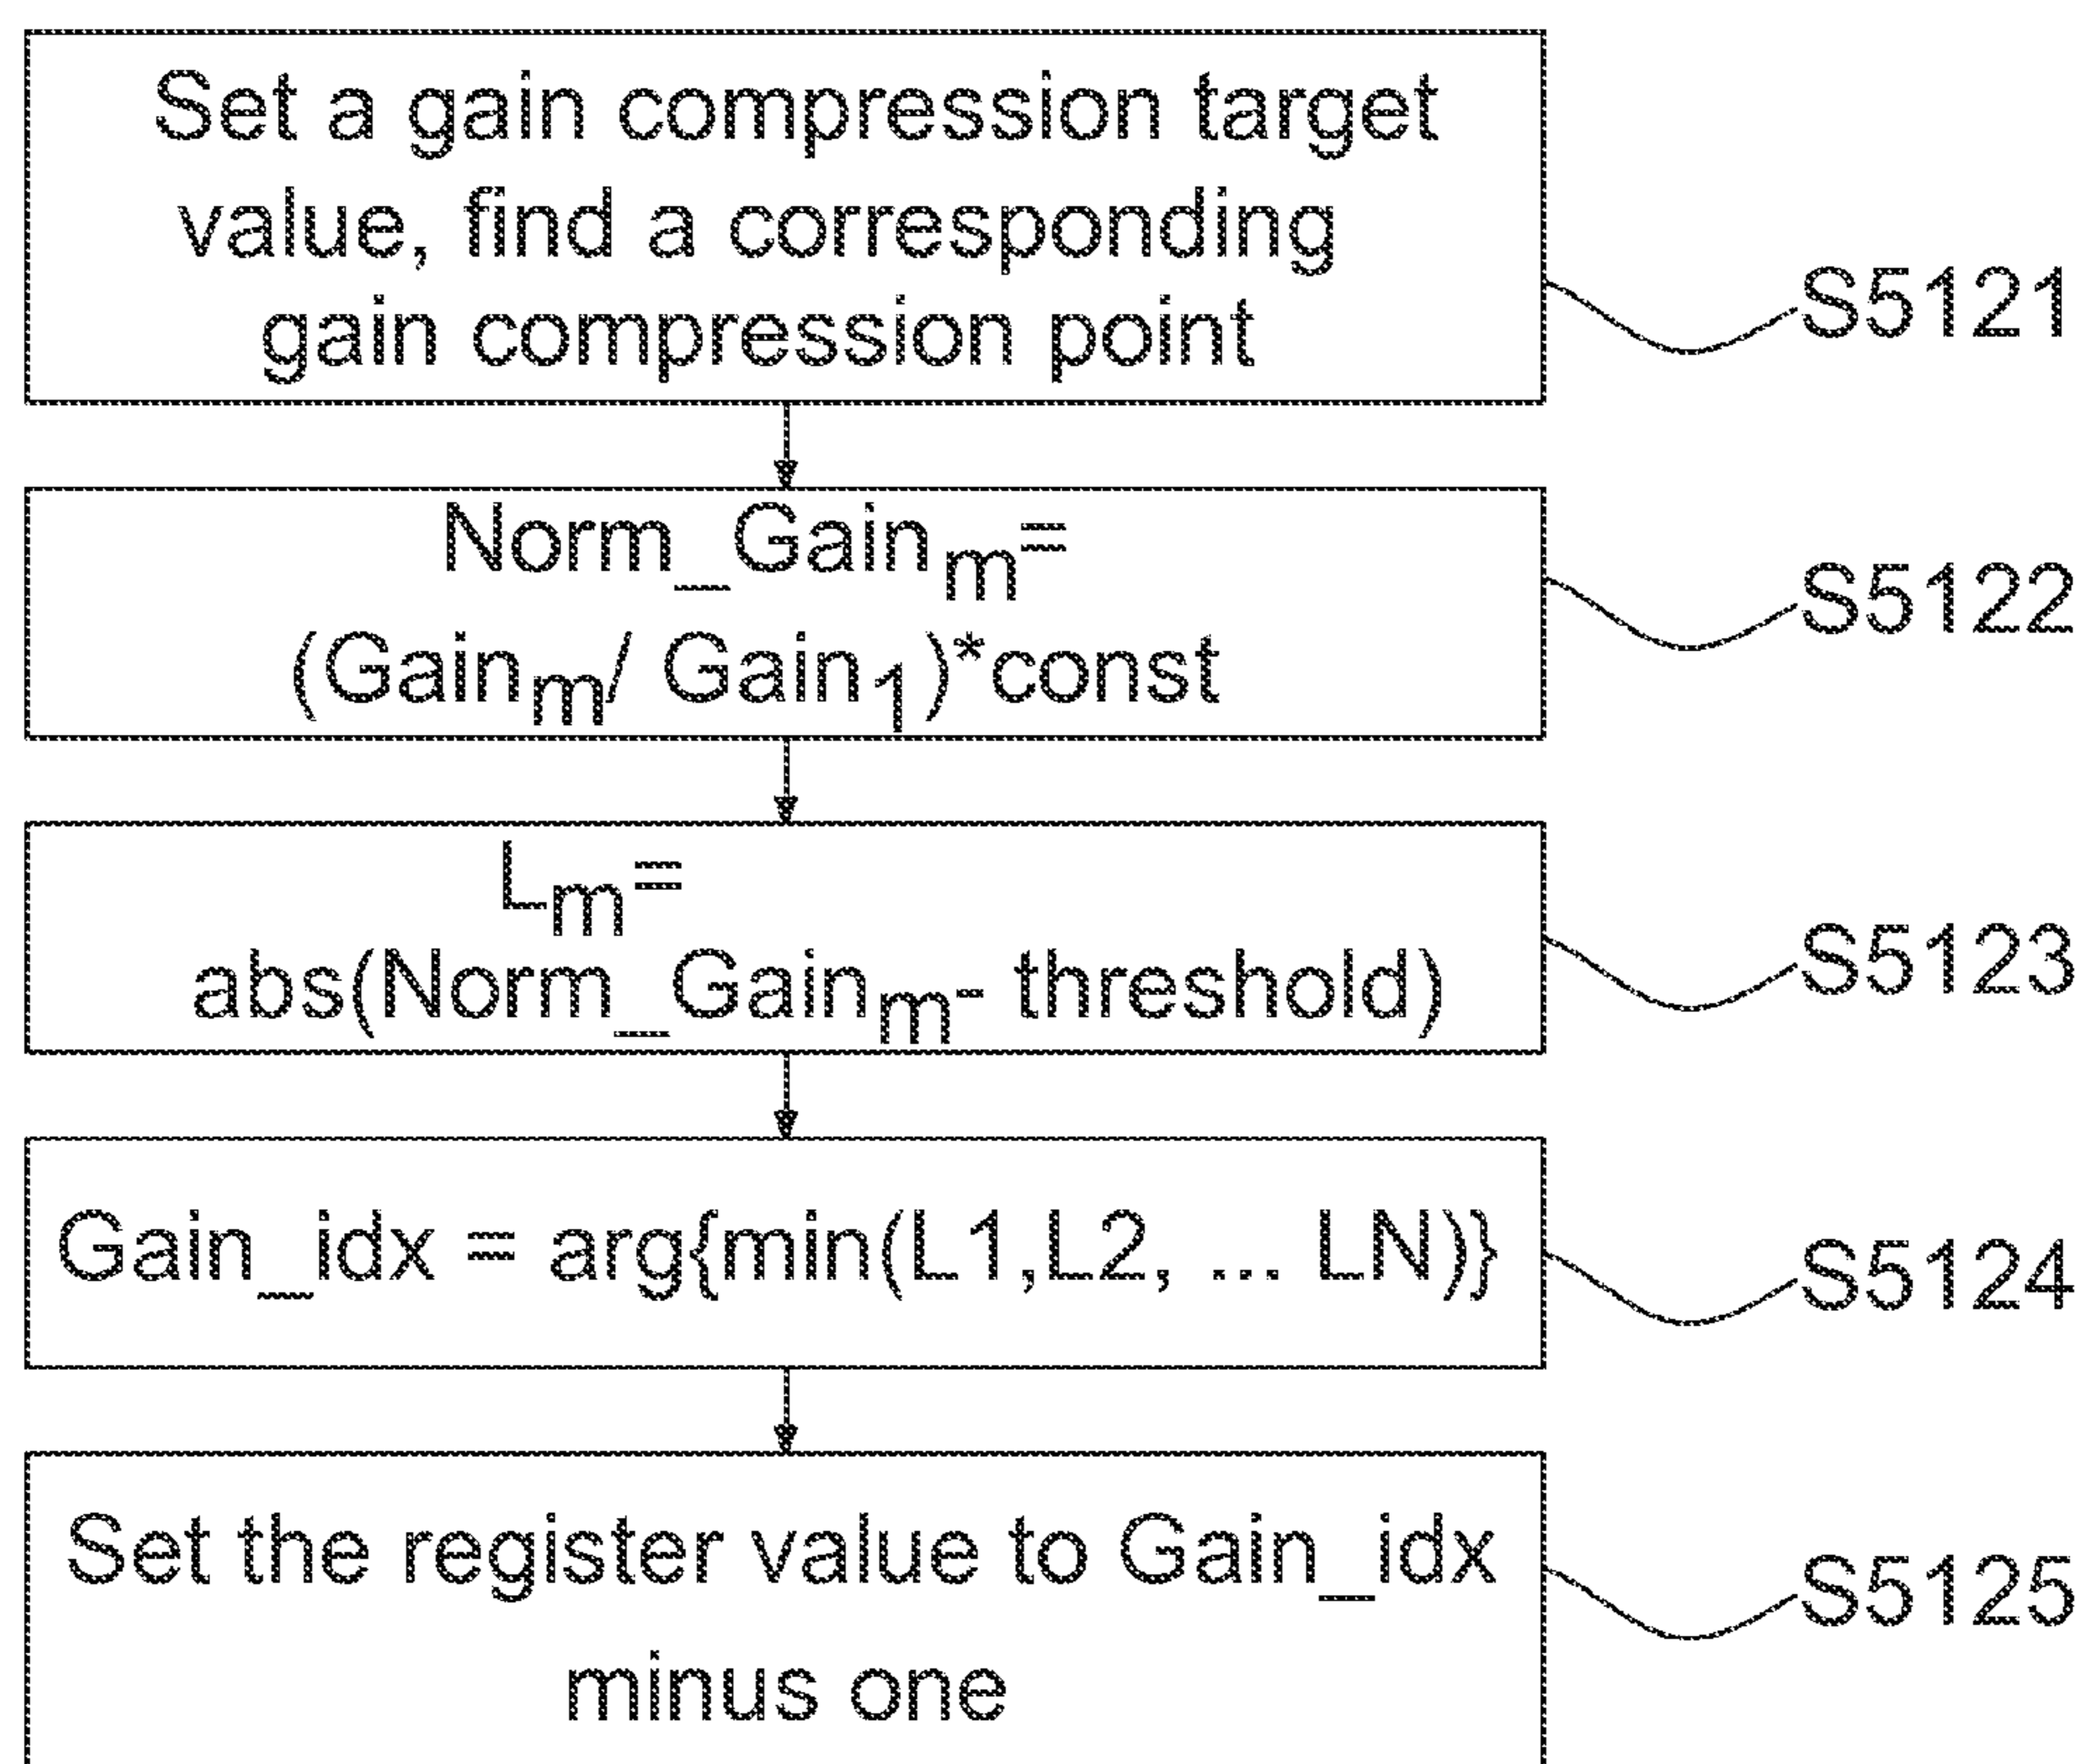 Set a gain compression target
value, find a corresponding
gain compression point
S5121
Norm_Gainm=
(Gainm/ Gain1)*const
S5122
Lm=
abs(Norm_Gainm- threshold)
S5123
Gain_idx = arg{min(L1,L2, ... LN)}
S5124
Set the register value to Gain_idx
minus one
S5125